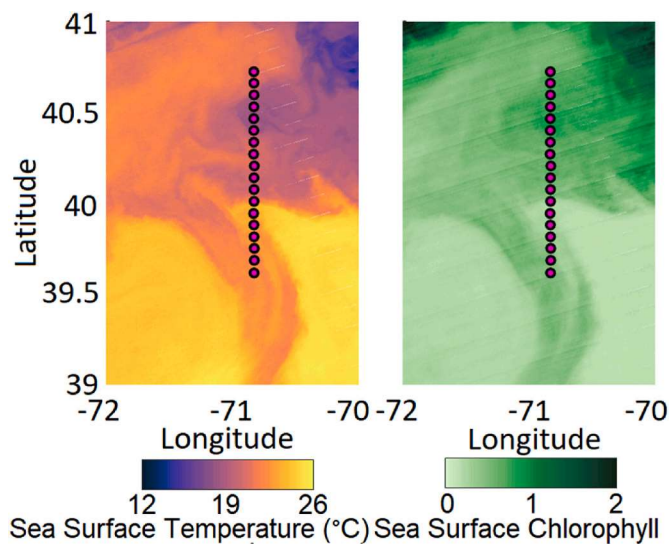 41
40.5
40
39.5
39
Latitude
-72 -71 -70 -72 -71 -70
Longitude Longitude
12 19 26 0 1 2
Sea Surface Temperature (°C) Sea Surface Chlorophyll